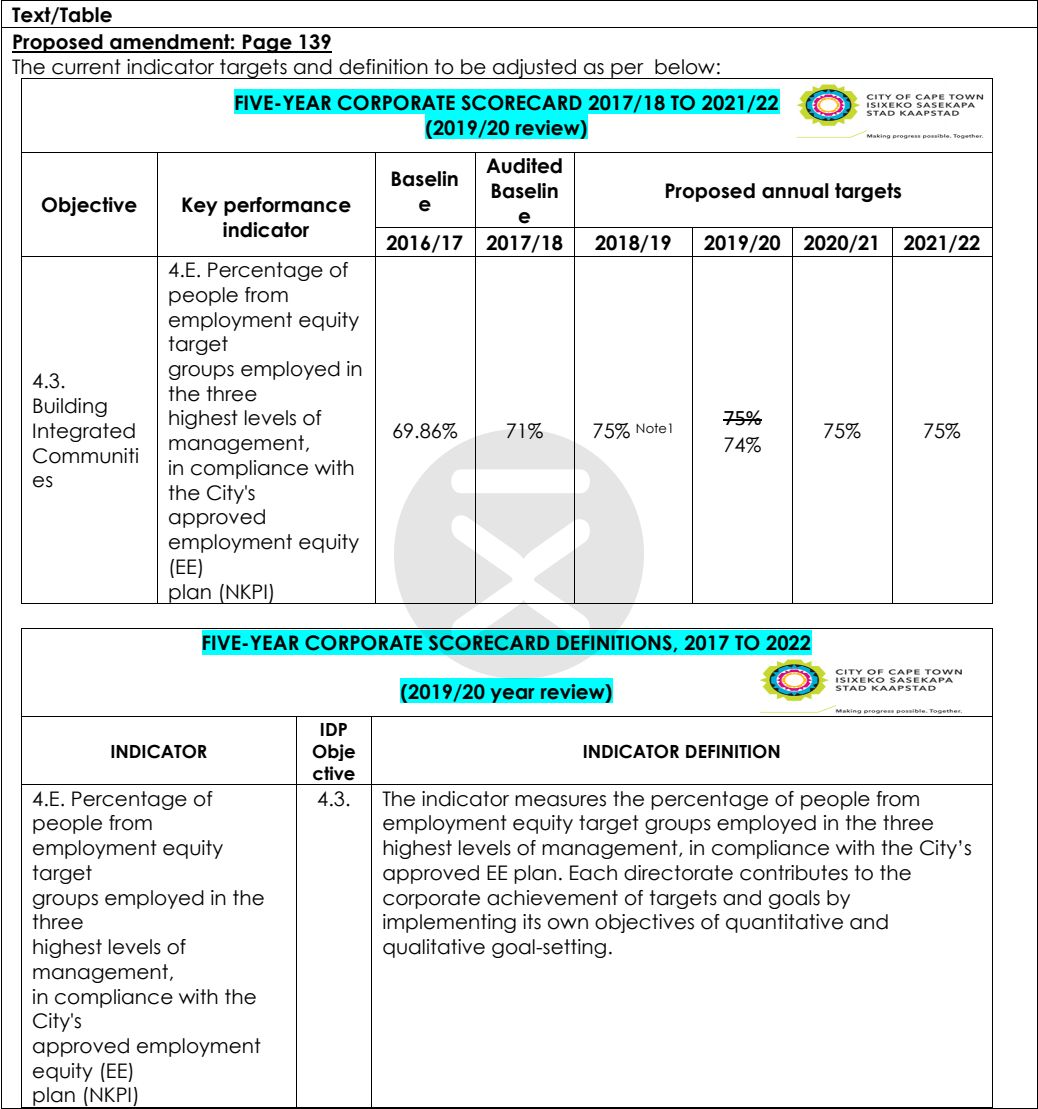 Text/Table
Proposed amendment: Page 139
The current indicator targets and definition to be adjusted as per below:
FIVE-YEAR CORPORATE SCORECARD 2017/18 TO 2021/22
(2019/20 review)
CITY OF CAPE TOWN
ISIXEKO SASEKAPA
STAD KAAPSTAD
Making progress possible. Together.
Objective
Key performance
indicator
Baselin
e
Audited
Baselin
e
Proposed annual targets
2016/17
2017/18
2018/19
2019/20
2020/21
2021/22
4.3.
Building
Integrated
Communiti
es
4.E. Percentage of
people from
employment equity
target
groups employed in
the three
highest levels of
management,
in compliance with
the City's
approved
employment equity
(EE)
plan (NKPI)
69.86%
71%
75% Note1
75%
74%
75%
75%
FIVE-YEAR CORPORATE SCORECARD DEFINITIONS, 2017 TO 2022
(2019/20 year review)
CITY OF CAPE TOWN
ISIXEKO SASEKAPA
STAD KAAPSTAD
Making progress possible. Together.
INDICATOR
IDP
Obje
ctive
INDICATOR DEFINITION
4.E. Percentage of
people from
employment equity
target
groups employed in the
three
highest levels of
management,
in compliance with the
City's
approved employment
equity (EE)
plan (NKPI)
4.3.
The indicator measures the percentage of people from
employment equity target groups employed in the three
highest levels of management, in compliance with the City’s
approved EE plan. Each directorate contributes to the
corporate achievement of targets and goals by
implementing its own objectives of quantitative and
qualitative goal-setting.